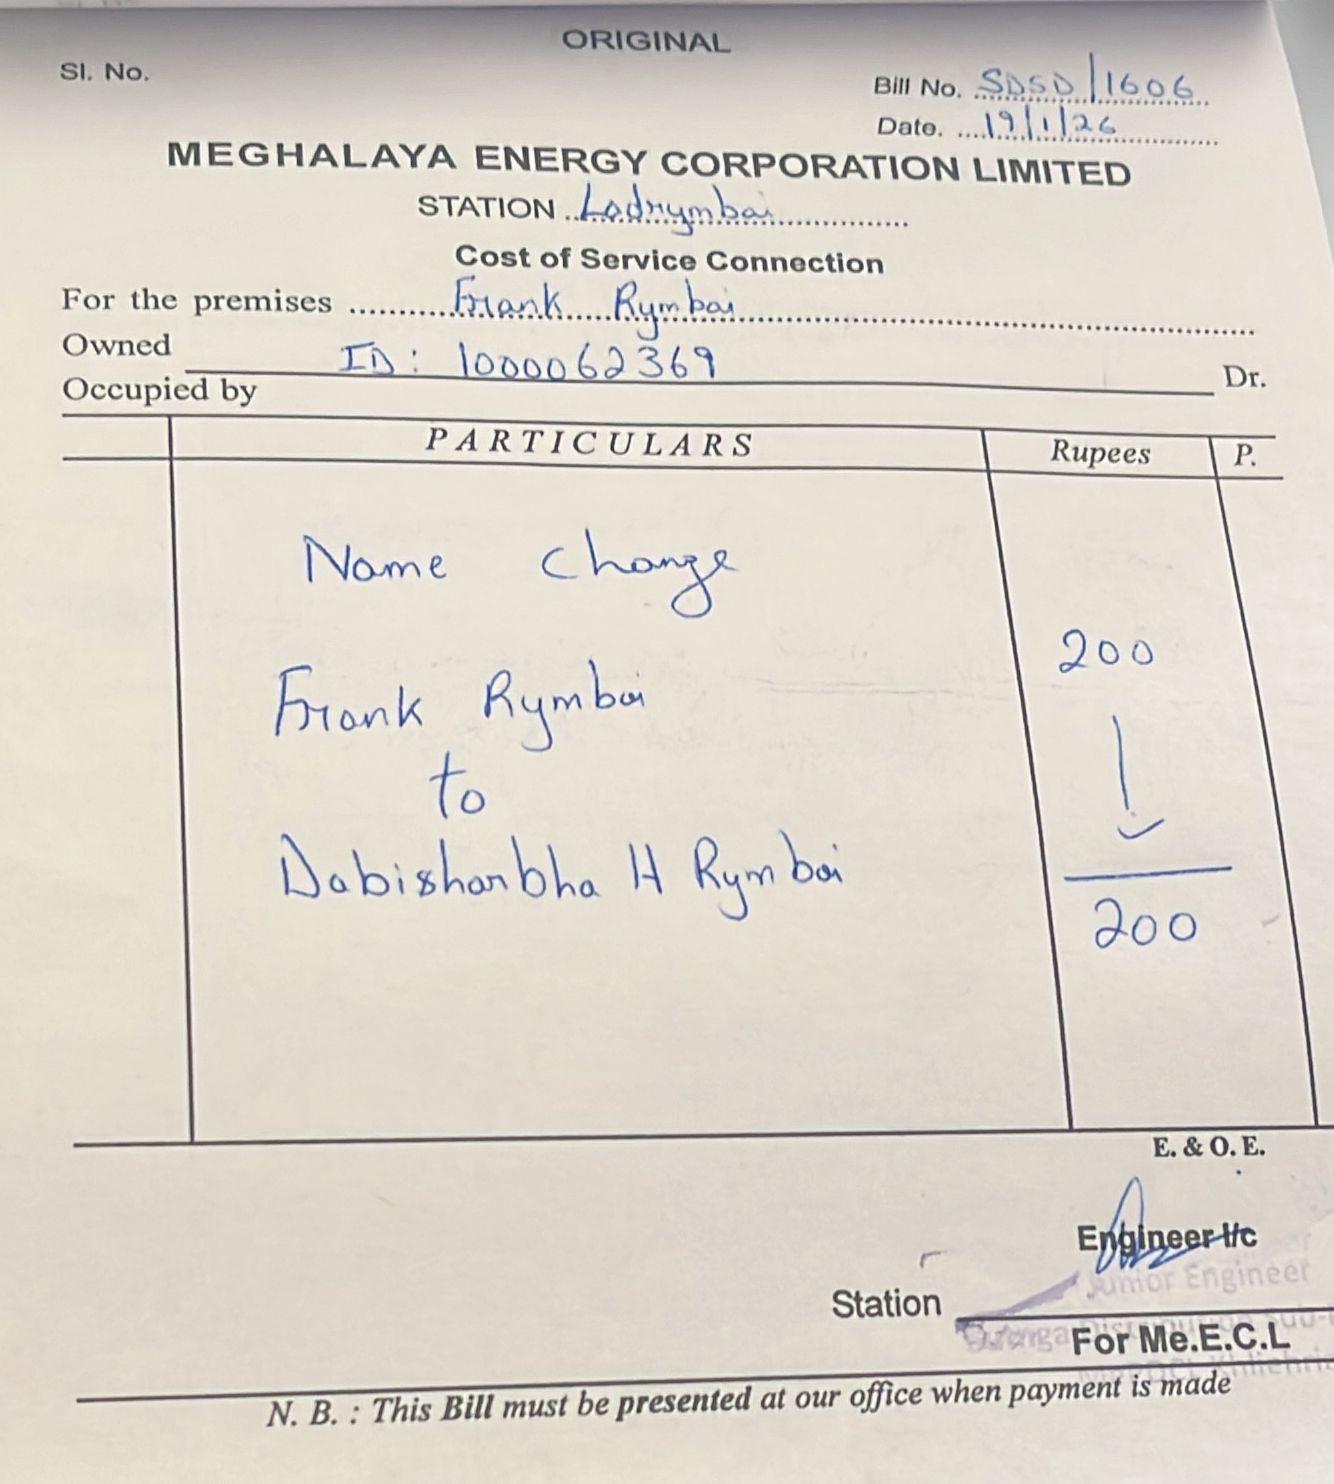 ORIGINAL
Sl. No.
Bill No. SDSD/1606
Date. 19/1/26
MEGHALAYA ENERGY CORPORATION LIMITED
STATION Ladrymbai
Cost of Service Connection
For the premises Frank Rymbai
Owned
ID: 1000062369 Dr.
Occupied by
PARTICULARS Rupees P.
Name Change
200
Frank Rymbai
to
Dabishanbha H Rymbai
200
E. & O. E.
Engineer I/c
Junior Engineer
Station
For Me.E.C.L
N. B. : This Bill must be presented at our office when payment is made